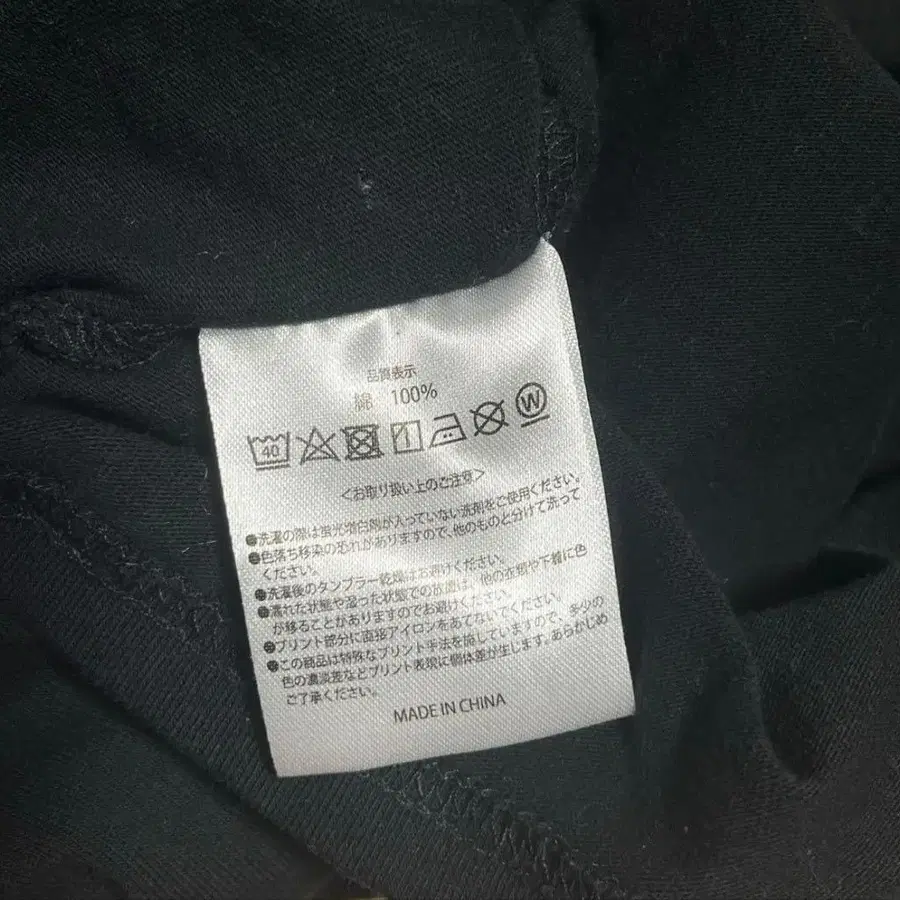 品質表示
綿 100%
40 W
<お取り扱い上のご注意>
●洗濯の際は蛍光増白剤が入っていない洗剤をご使用ください。
●色落ち移染の恐れがありますので、他のものと分けて洗って
ください。
●洗濯後のタンブラー乾燥はお避けください。
●濡れた状態や湿った状態での放置は、他の衣類や下着に色
が移ることがありますのでお避けください。
●プリント部分に直接アイロンをあてないでください。
●この商品は特殊なプリント手法を施していますので、多少の
色の濃淡差などプリント表現に個体差が生じます。あらかじめ
ご了承ください。
MADE IN CHINA